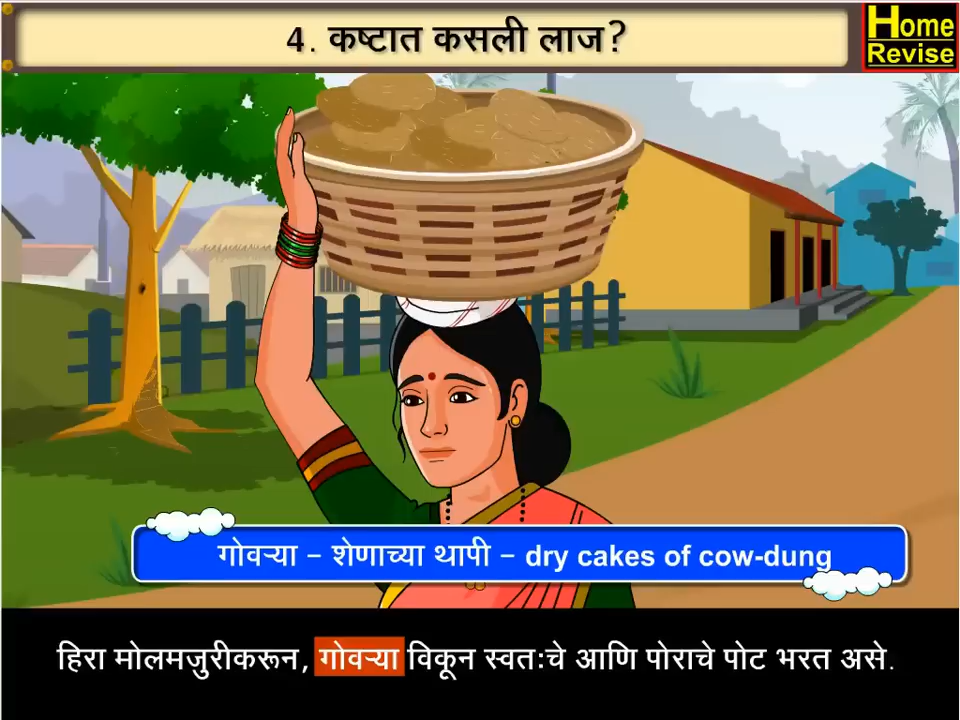 4. कष्टात कसली लाज?
Home
Revise
गोवऱ्या – शेणाच्या थापी – dry cakes of cow-dung
हिरा मोलमजुरीकरून, गोवऱ्या विकून स्वतःचे आणि पोराचे पोट भरत असे.